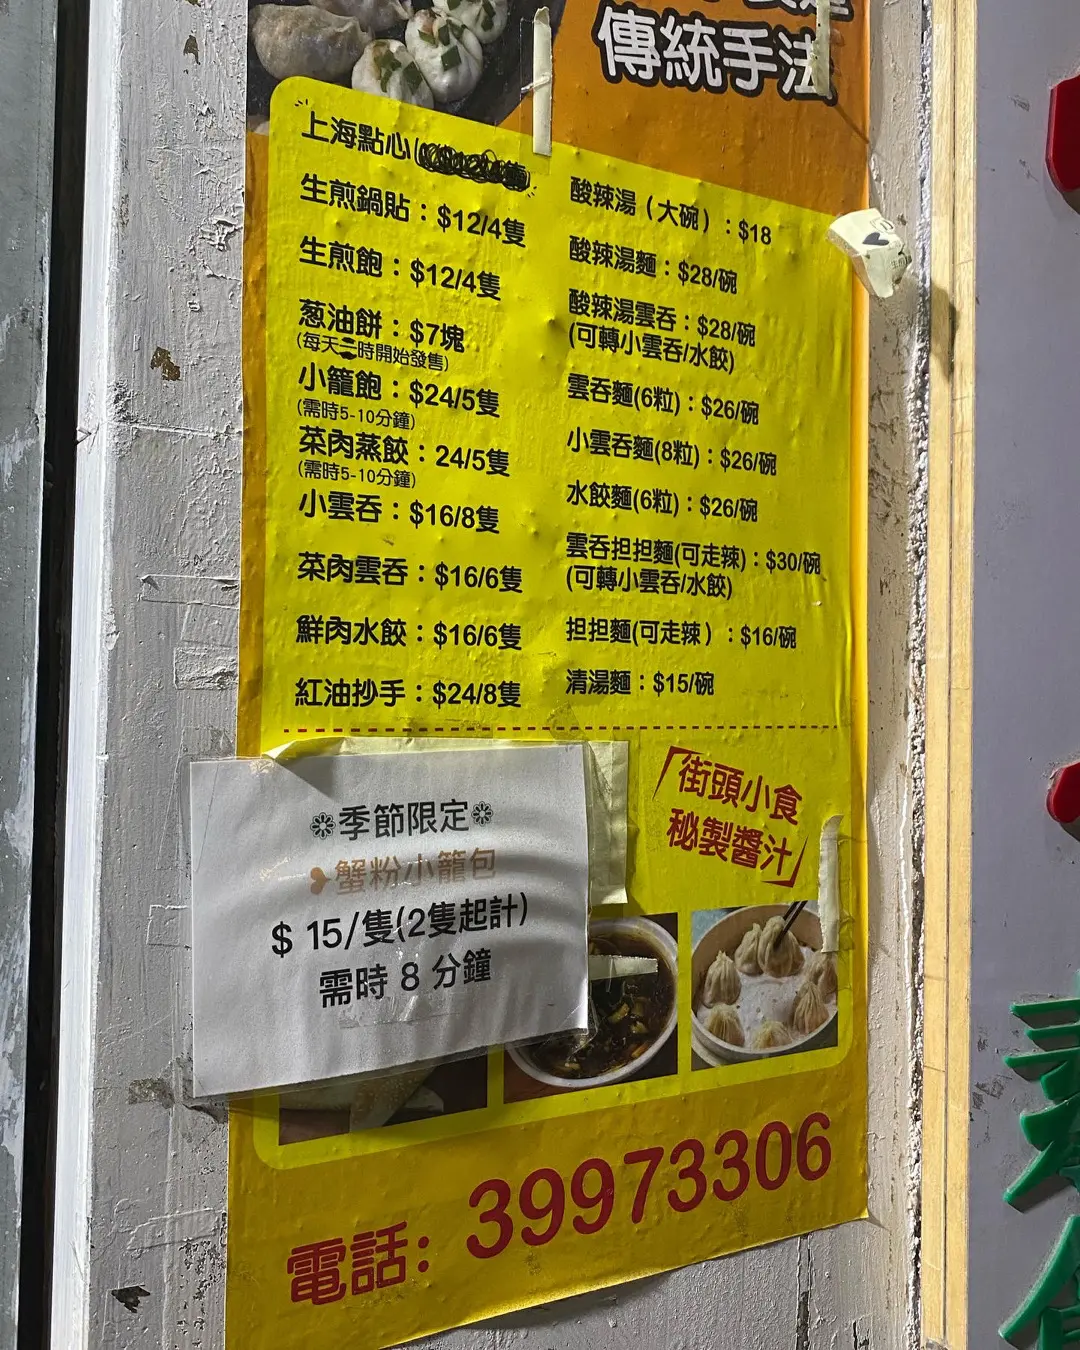 傳統手法
上海點心
生煎鍋貼：$12/4隻
生煎飽：$12/4隻
葱油餅：$7塊
(每天二時開始發售)
小籠飽：$24/5隻
(需時5-10分鐘)
菜肉蒸餃：24/5隻
(需時5-10分鐘)
小雲吞：$16/8隻
菜肉雲吞：$16/6隻
鮮肉水餃：$16/6隻
紅油抄手：$24/8隻
酸辣湯（大碗）：$18
酸辣湯麵：$28/碗
酸辣湯雲吞：$28/碗
(可轉小雲吞/水餃)
雲吞麵(6粒)：$26/碗
小雲吞麵(8粒)：$26/碗
水餃麵(6粒)：$26/碗
雲吞担担麵(可走辣)：$30/碗
(可轉小雲吞/水餃)
担担麵(可走辣）：$16/碗
清湯麵：$15/碗
「街頭小食
秘製醬汁」
季節限定
蟹粉小籠包
$ 15/隻(2隻起計)
需時 8 分鐘
電話：39973306